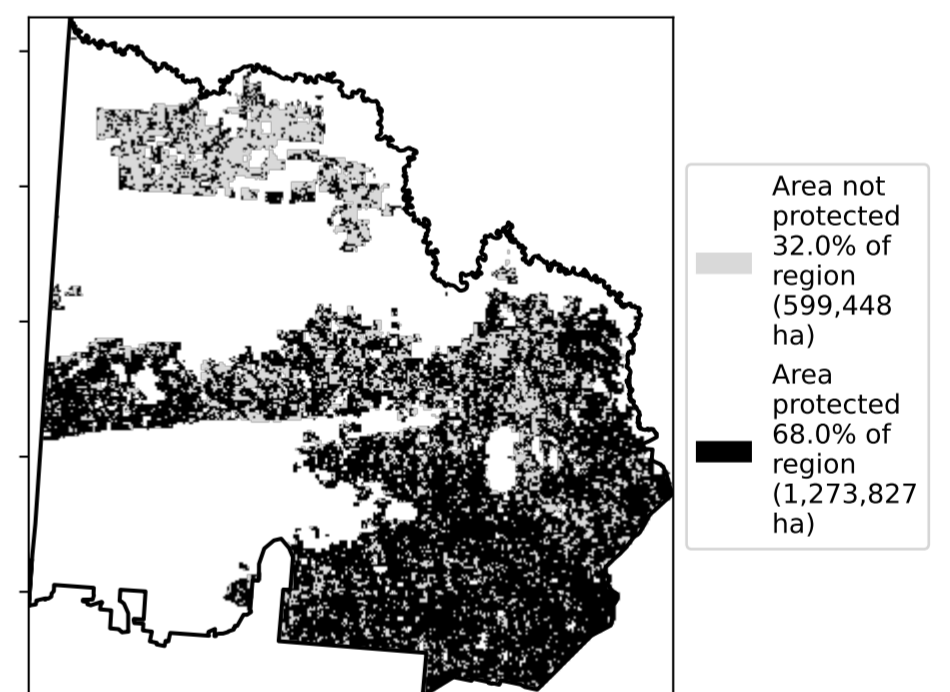 Area not
protected
32.0% of
region
(599,448
ha)
Area
protected
68.0% of
region
(1,273,827
ha)